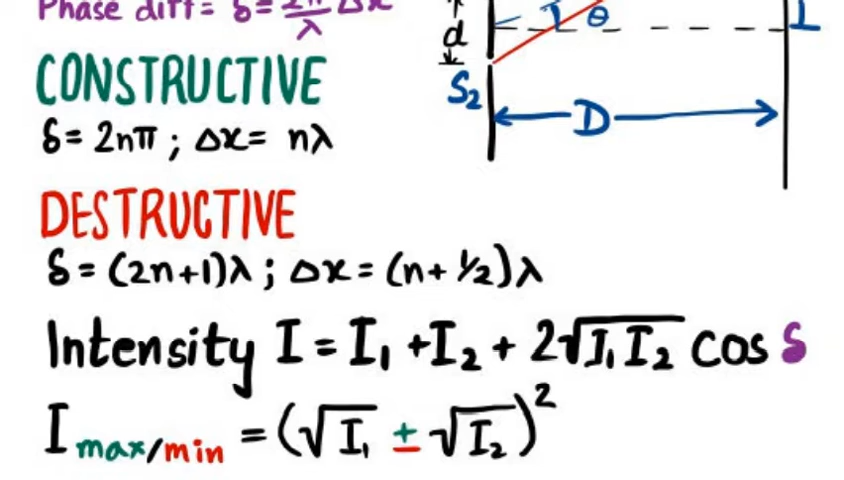 Phase diff = δ = 2π/λ Δx
CONSTRUCTIVE
δ = 2nπ ; Δx = nλ
DESTRUCTIVE
δ = (2n+1)λ ; Δx = (n+1/2)λ
Intensity I = I₁ + I₂ + 2√I₁I₂ cos δ
I max/min = (√I₁ ± √I₂)²
d
θ
S₂
D